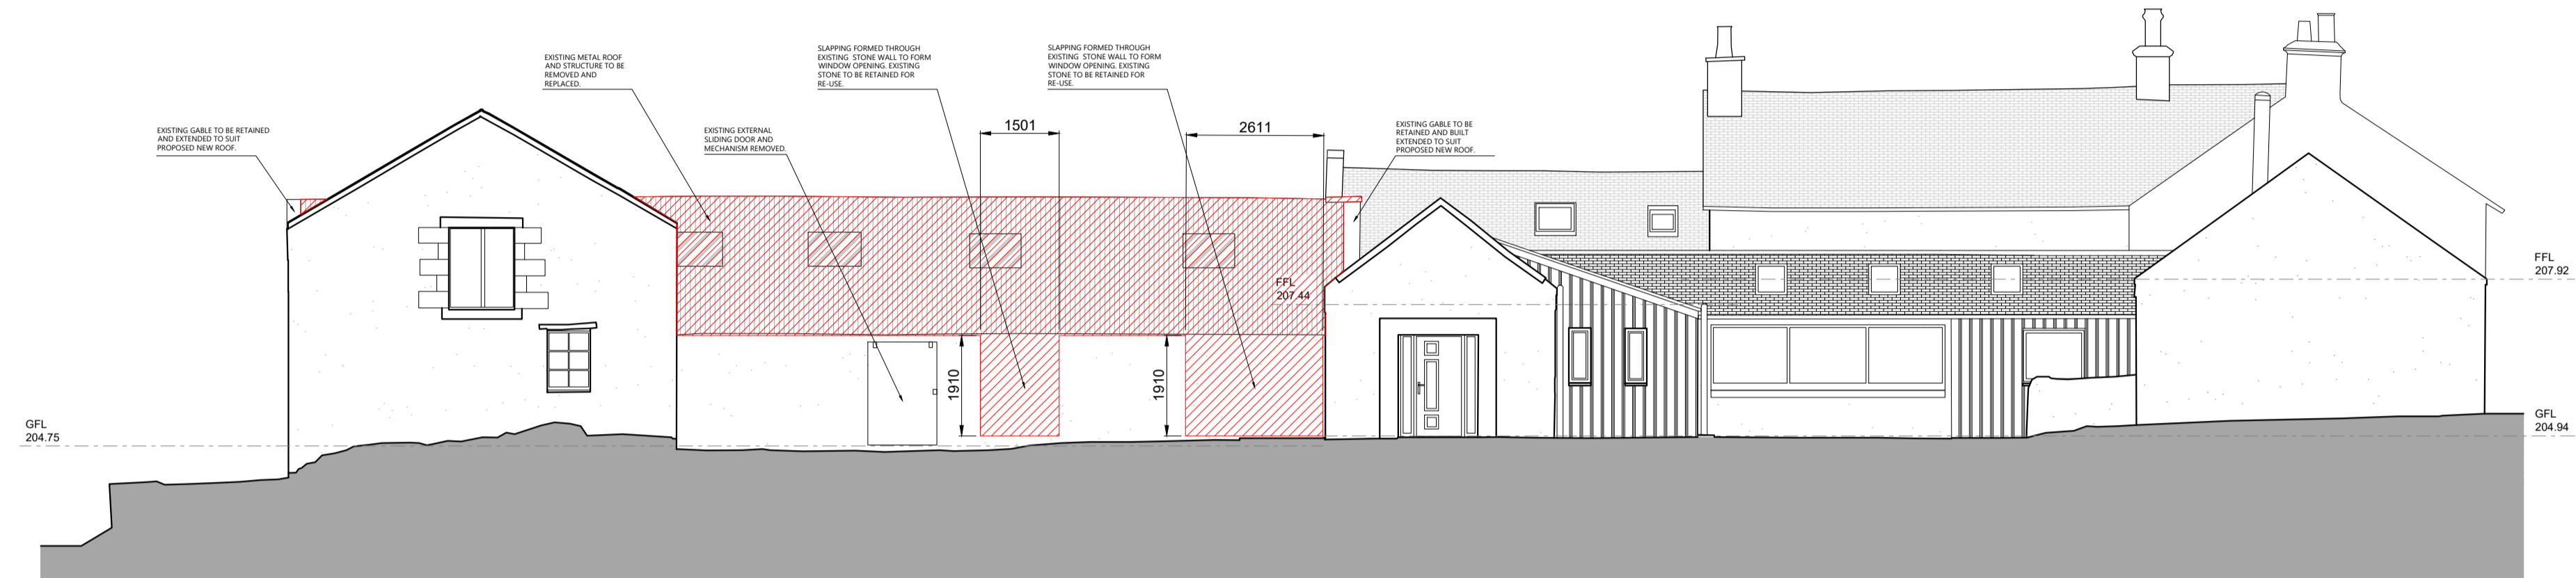 EXISTING GABLE TO BE RETAINED
AND EXTENDED TO SUIT
PROPOSED NEW ROOF.
EXISTING METAL ROOF
AND STRUCTURE TO BE
REMOVED AND
REPLACED.
EXISTING EXTERNAL
SLIDING DOOR AND
MECHANISM REMOVED.
SLAPPING FORMED THROUGH
EXISTING STONE WALL TO FORM
WINDOW OPENING. EXISTING
STONE TO BE RETAINED FOR
RE-USE.
SLAPPING FORMED THROUGH
EXISTING STONE WALL TO FORM
WINDOW OPENING. EXISTING
STONE TO BE RETAINED FOR
RE-USE.
1501
2611
EXISTING GABLE TO BE
RETAINED AND BUILT
EXTENDED TO SUIT
PROPOSED NEW ROOF.
FFL
207.44
FFL
207.92
1910
1910
GFL
204.75
GFL
204.94